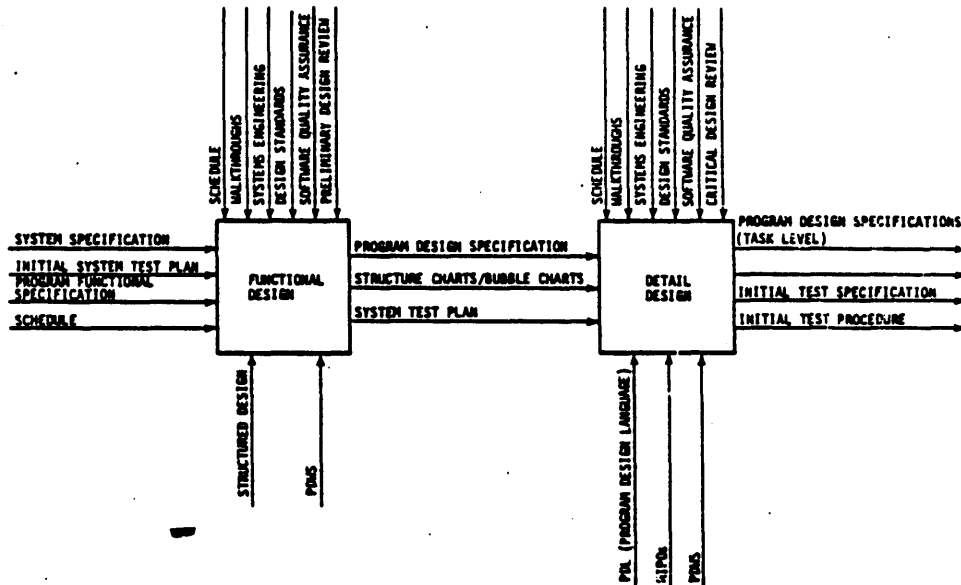 SCHEDULE
WALKTHROUGHS
SYSTEMS ENGINEERING
DESIGN STANDARDS
SOFTWARE QUALITY ASSURANCE
PRELIMINARY DESIGN REVIEW
SCHEDULE
WALKTHROUGHS
SYSTEMS ENGINEERING
DESIGN STANDARDS
SOFTWARE QUALITY ASSURANCE
CRITICAL DESIGN REVIEW
SYSTEM SPECIFICATION
INITIAL SYSTEM TEST PLAN
PROGRAM FUNCTIONAL
SPECIFICATION
SCHEDULE
FUNCTIONAL
DESIGN
PROGRAM DESIGN SPECIFICATION
STRUCTURE CHARTS/BUBBLE CHARTS
SYSTEM TEST PLAN
DETAIL
DESIGN
PROGRAM DESIGN SPECIFICATIONS
(TASK LEVEL)
INITIAL TEST SPECIFICATION
INITIAL TEST PROCEDURE
STRUCTURED DESIGN
PDWS
PDL (PROGRAM DESIGN LANGUAGE)
PDWS